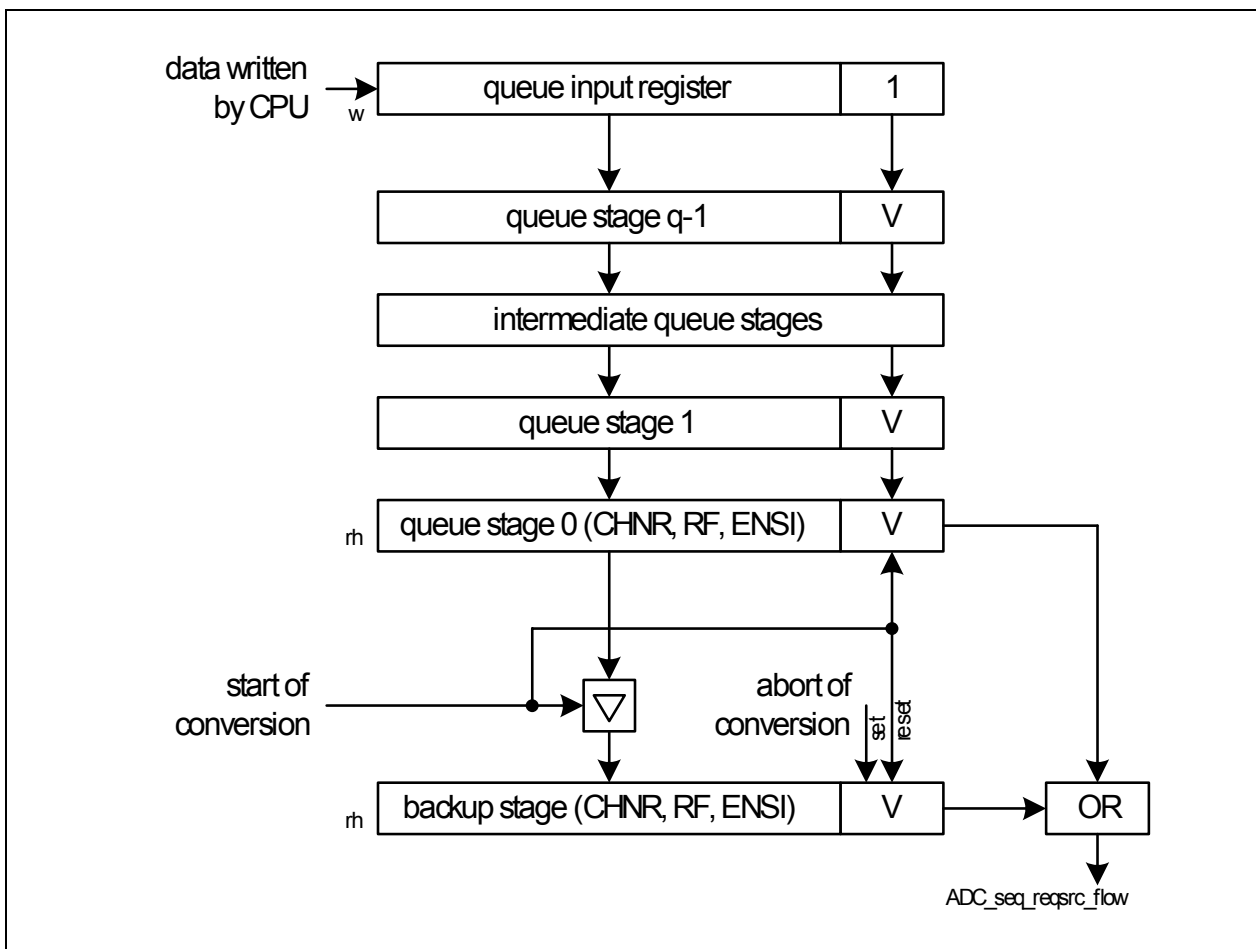 data written
by CPU
w
queue input register
1
queue stage q-1
V
intermediate queue stages
queue stage 1
V
rh
queue stage 0 (CHNR, RF, ENSI)
V
start of
conversion
abort of
conversion
set
reset
rh
backup stage (CHNR, RF, ENSI)
V
OR
ADC_seq_reqsrc_flow